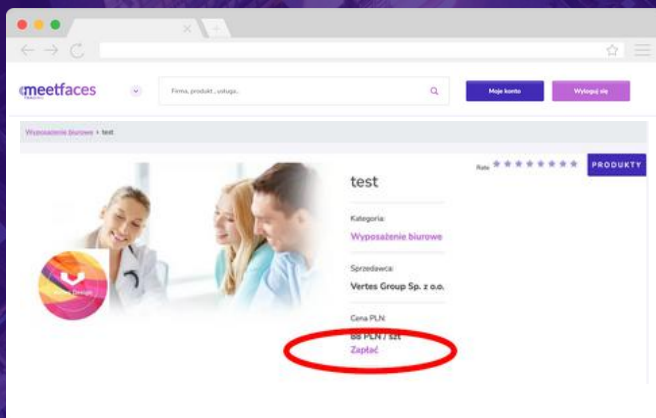 meetfaces
TRADING
Firma, produkt, usługa..
Moje konto
Wyloguj się
Wyposażenie biurowe > test
Rate
PRODUKTY
test
Kategoria:
Wyposażenie biurowe
Sprzedawca:
Vertes Group Sp. z o.o.
Cena PLN:
88 PLN / szt
Zapłać